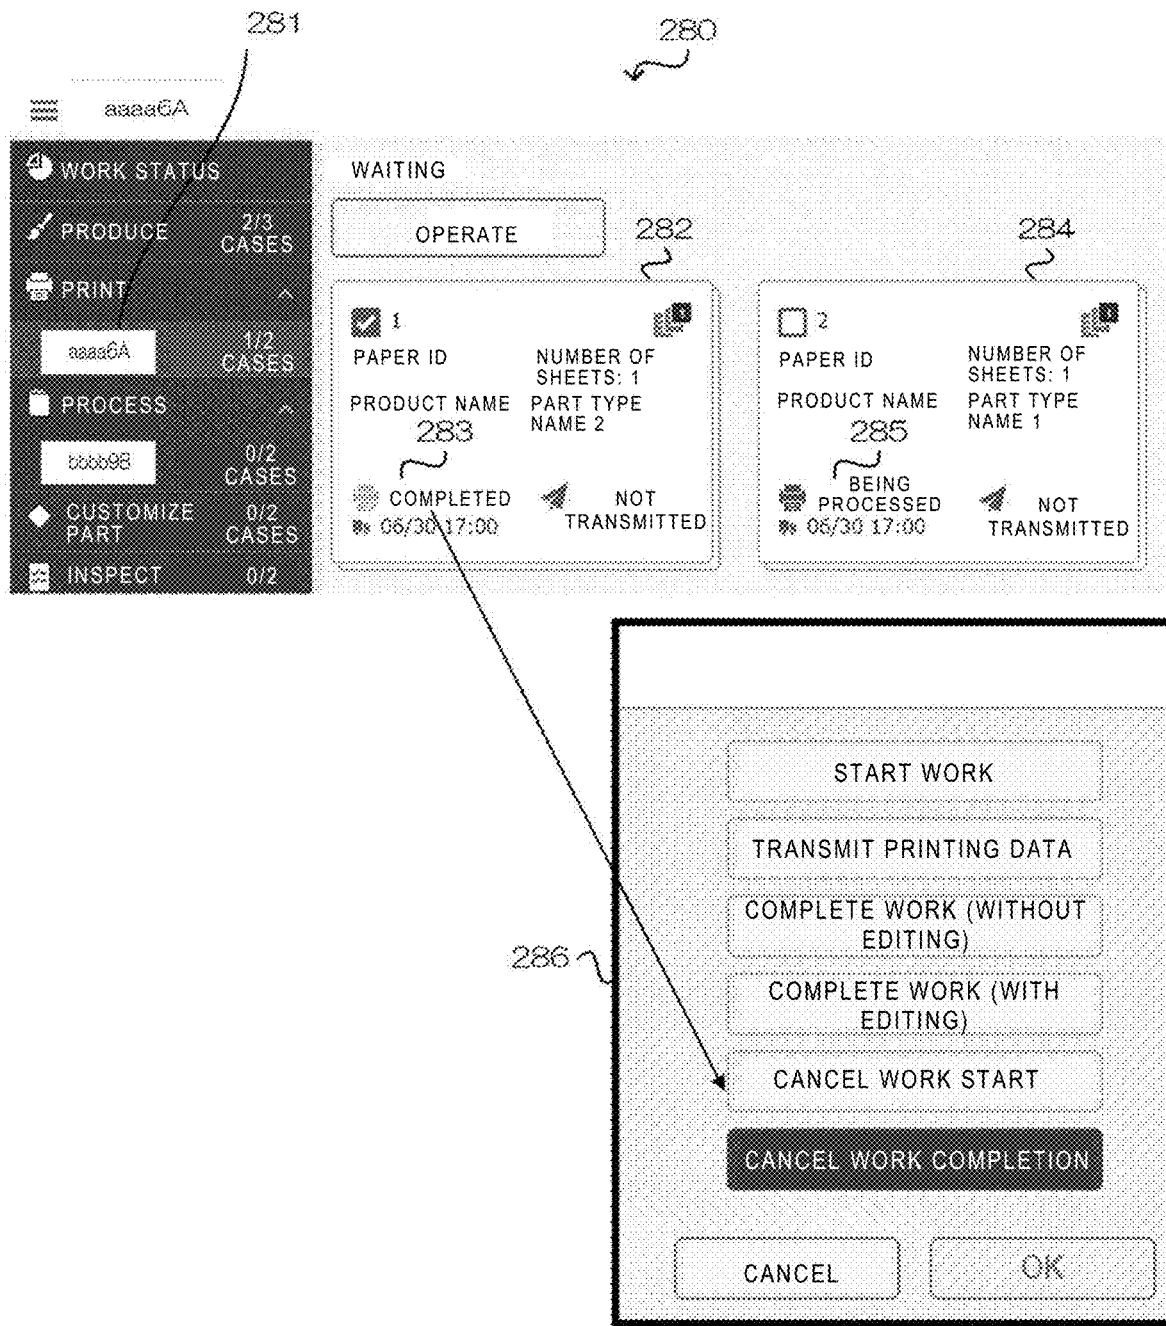 281
280
aaaa6A
WORK STATUS
PRODUCE
2/3
CASES
PRINT
aaaa6A
1/2
CASES
PROCESS
bbbb98
0/2
CASES
CUSTOMIZE
PART
0/2
CASES
INSPECT
0/2
WAITING
OPERATE
282
1
PAPER ID
NUMBER OF
SHEETS: 1
PRODUCT NAME
PART TYPE
NAME 2
283
COMPLETED
06/30 17:00
NOT
TRANSMITTED
284
2
PAPER ID
NUMBER OF
SHEETS: 1
PRODUCT NAME
PART TYPE
NAME 1
285
BEING
PROCESSED
06/30 17:00
NOT
TRANSMITTED
286
START WORK
TRANSMIT PRINTING DATA
COMPLETE WORK (WITHOUT
EDITING)
COMPLETE WORK (WITH
EDITING)
CANCEL WORK START
CANCEL WORK COMPLETION
CANCEL
OK